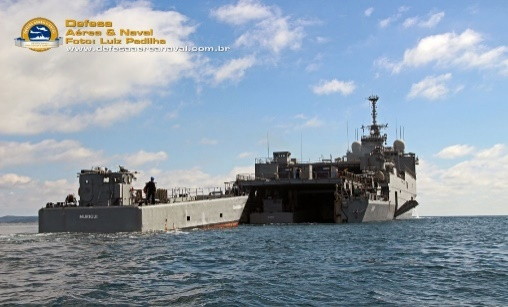 Defesa
Aérea & Naval
Foto: Luiz Padilha
www.defesaaereanaval.com.br